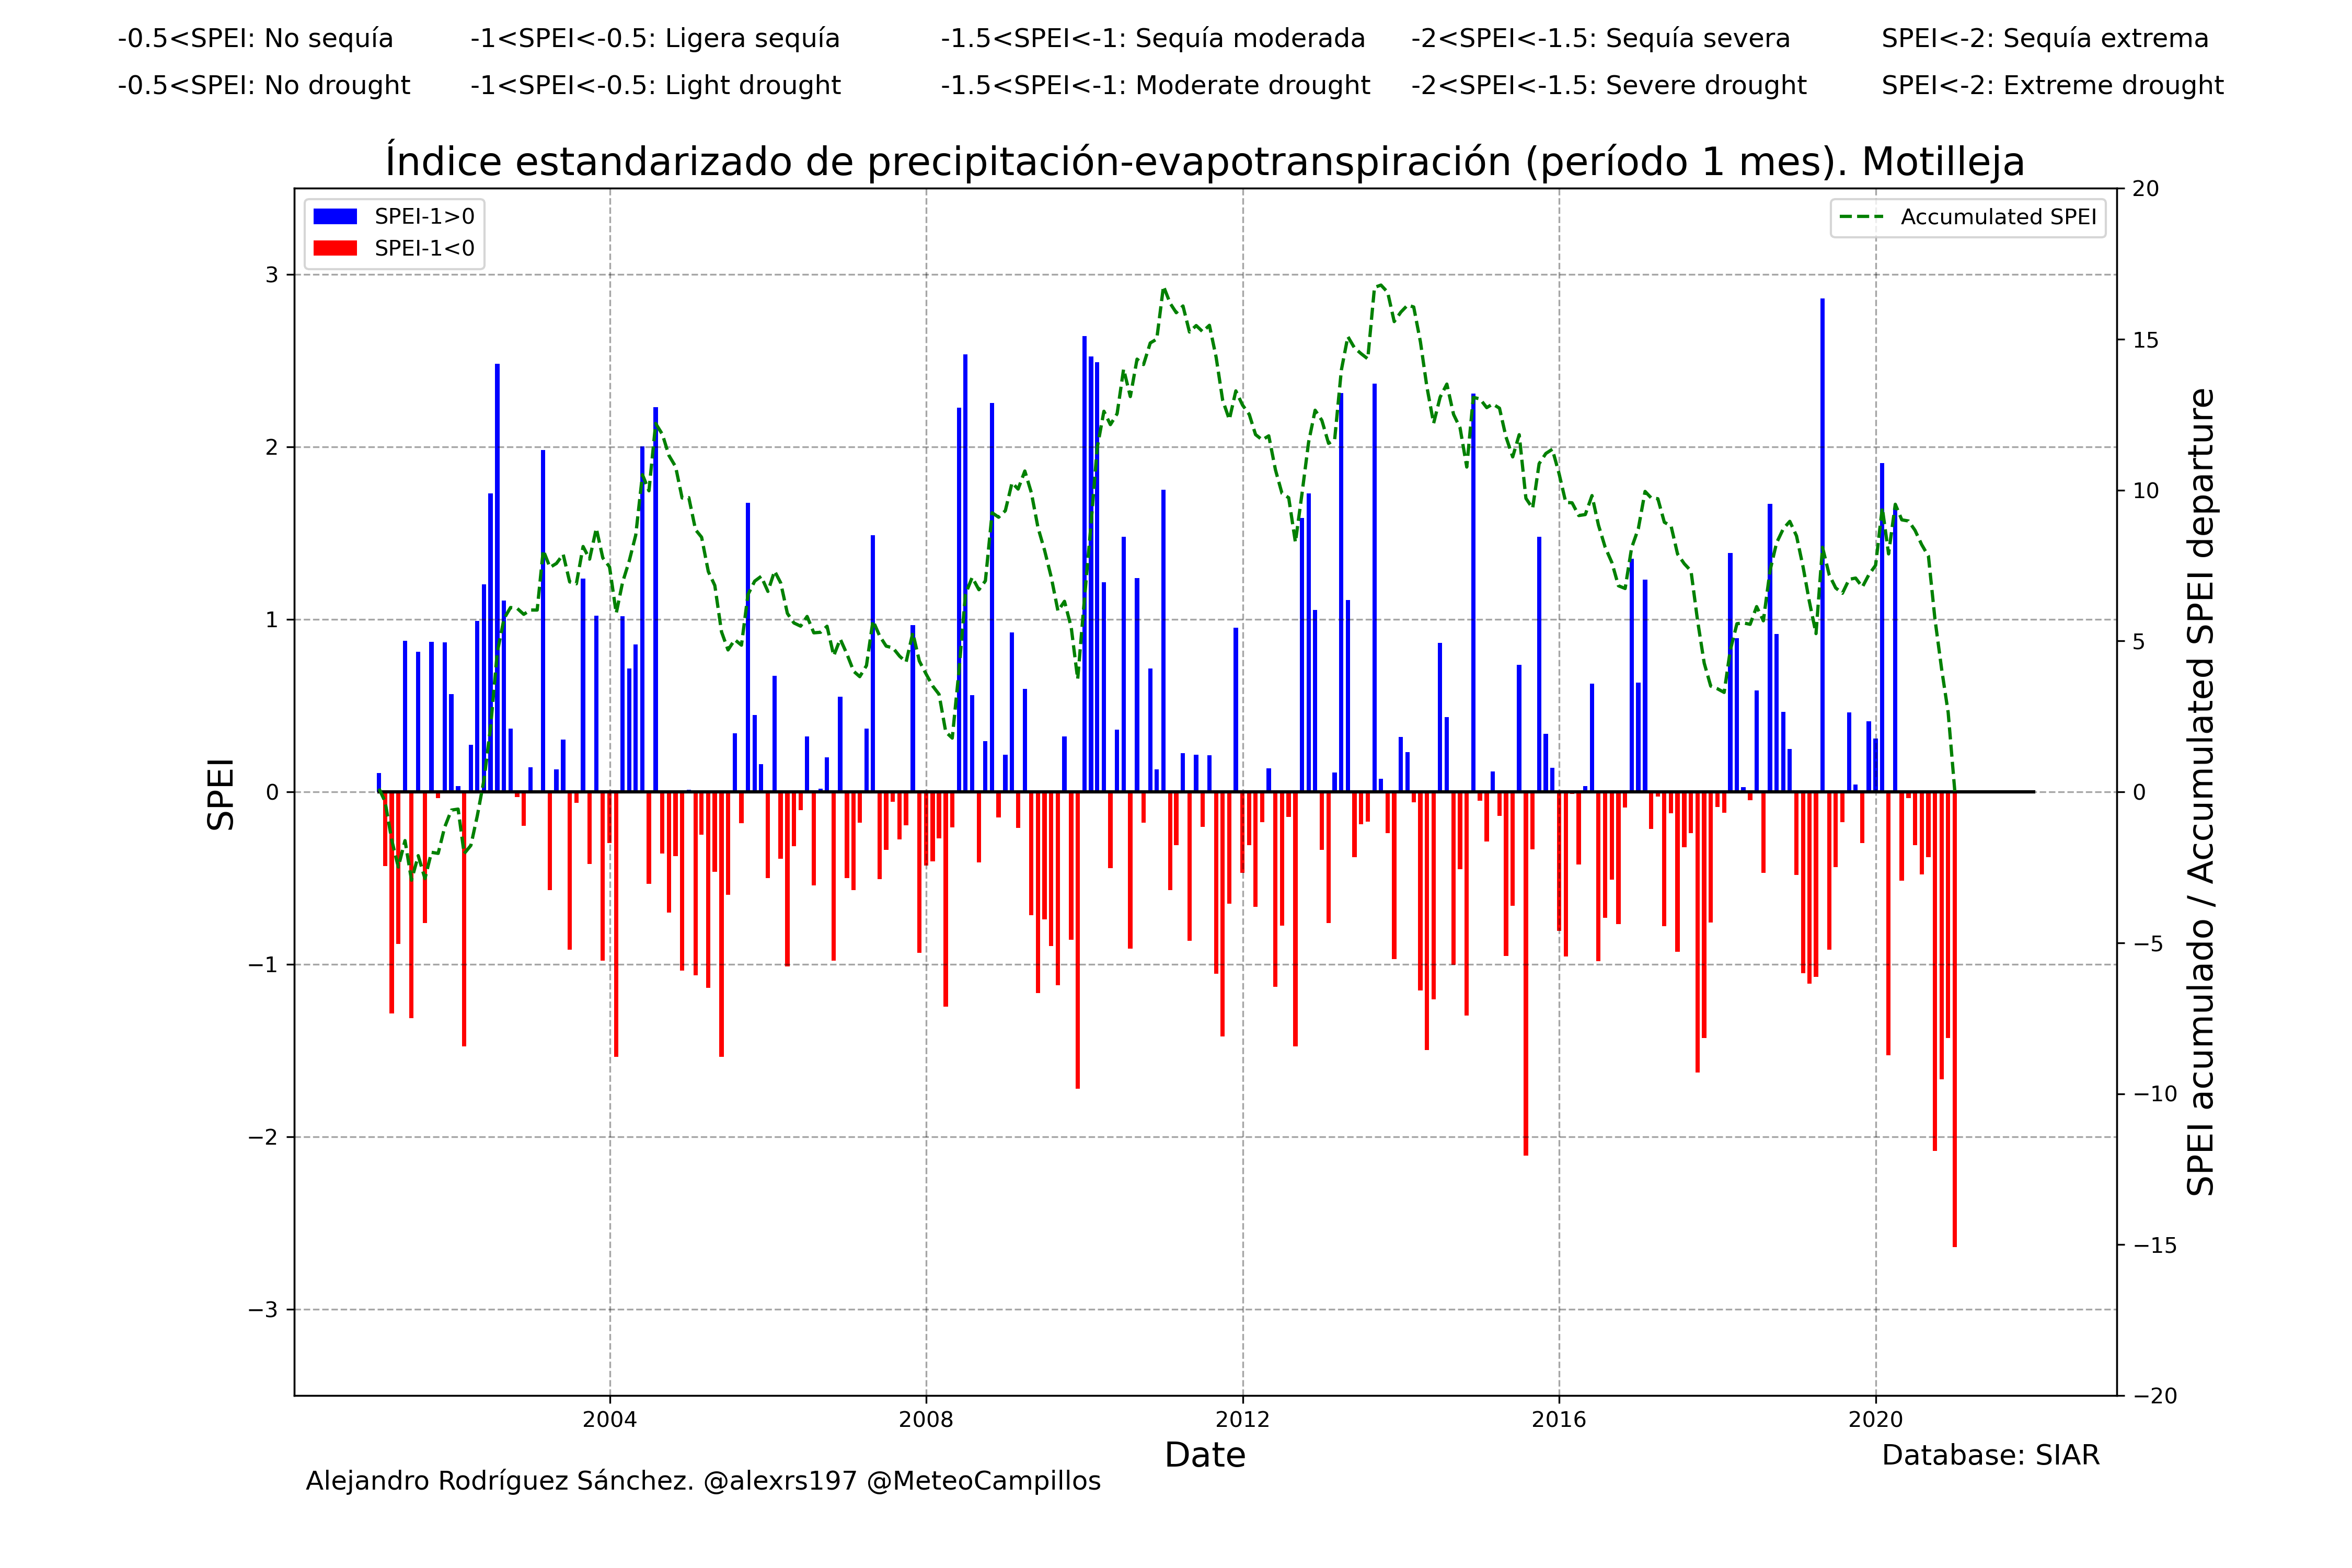 -0.5<SPEI: No sequía -1<SPEI<-0.5: Ligera sequía -1.5<SPEI<-1: Sequía moderada -2<SPEI<-1.5: Sequía severa SPEI<-2: Sequía extrema
-0.5<SPEI: No drought -1<SPEI<-0.5: Light drought -1.5<SPEI<-1: Moderate drought -2<SPEI<-1.5: Severe drought SPEI<-2: Extreme drought
Índice estandarizado de precipitación-evapotranspiración (período 1 mes). Motilleja
SPEI-1>0
SPEI-1<0
Accumulated SPEI
SPEI
3
2
1
0
−1
−2
−3
20
15
10
5
0
−5
−10
−15
−20
SPEI acumulado / Accumulated SPEI departure
2004 2008 2012 2016 2020
Date
Database: SIAR
Alejandro Rodríguez Sánchez. @alexrs197 @MeteoCampillos